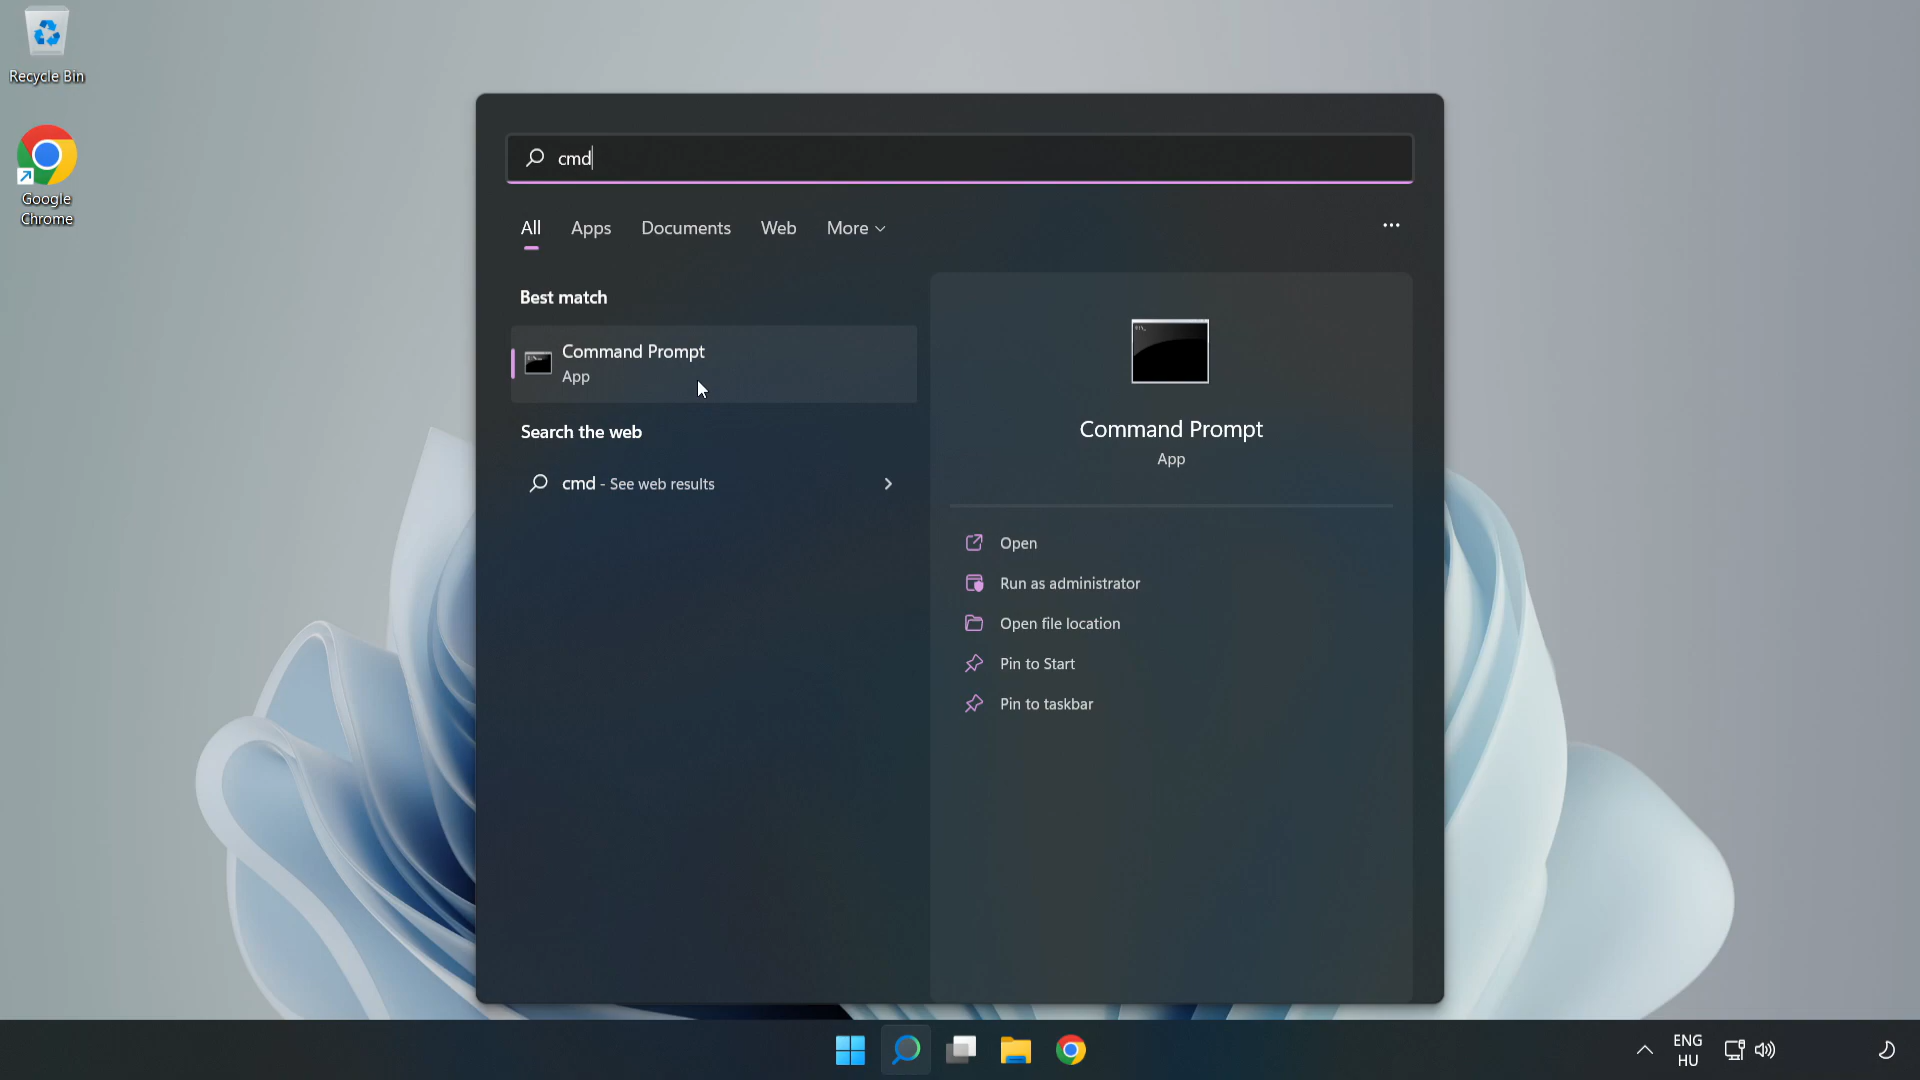 Recycle Bin
Google
Chrome
cmd
All
Apps
Documents
Web
More
Best match
Command Prompt
App
Search the web
cmd - See web results
Command Prompt
App
Open
Run as administrator
Open file location
Pin to Start
Pin to taskbar
ENG
HU